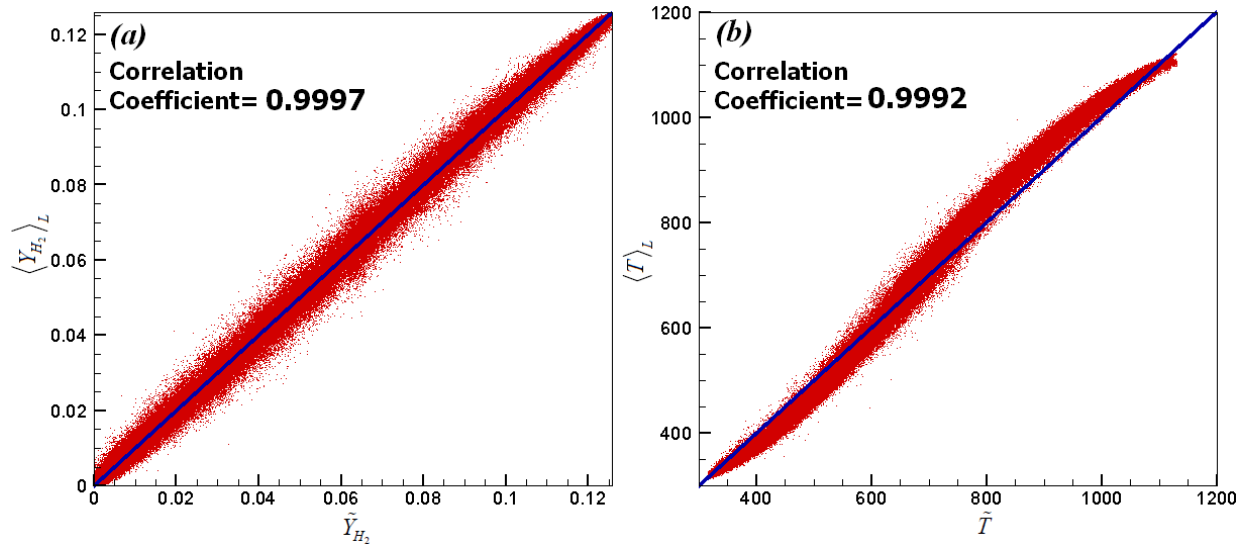 (a)
Correlation
Coefficient= 0.9997
0.12
0.1
0.08
0.06
0.04
0.02
0
⟨Y_{H_2}⟩_L
0 0.02 0.04 0.06 0.08 0.1 0.12
Ỹ_{H_2}
(b)
Correlation
Coefficient= 0.9992
1200
1000
800
600
400
⟨T⟩_L
400 600 800 1000 1200
T̃